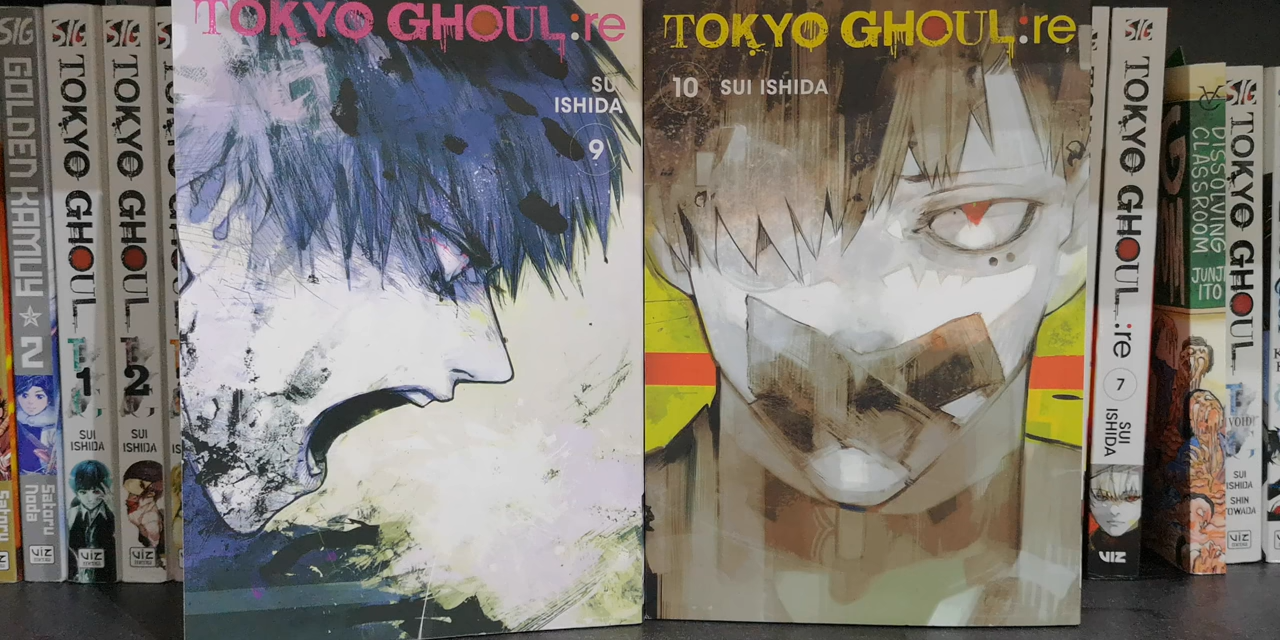 SIG
GOLDEN KAMUY
2
Satoru
Noda
VIZ
SIG
TOKYO GHOUL
1
SUI
ISHIDA
VIZ
SIG
TOKYO GHOUL
2
SUI
ISHIDA
VIZ
TOKYO GHOUL:re
SUI
ISHIDA
9
TOKYO GHOUL:re
10 SUI ISHIDA
SIG
TOKYO GHOUL:re
7
SUI
ISHIDA
VIZ
DISSOLVING
CLASSROOM
JUNJI
ITO
SIG
TOKYO GHOUL
VOID
SUI
ISHIDA
SHIN
TOWADA
VIZ